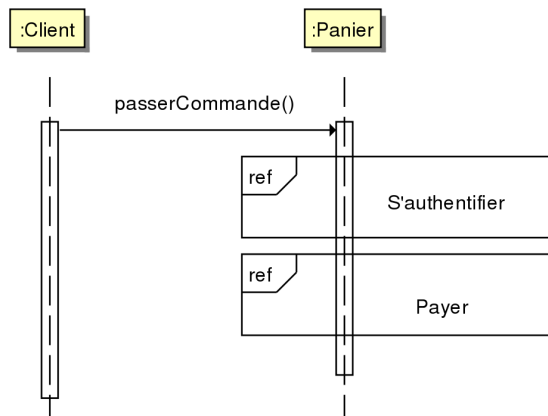 :Client
:Panier
passerCommande()
ref
S'authentifier
ref
Payer